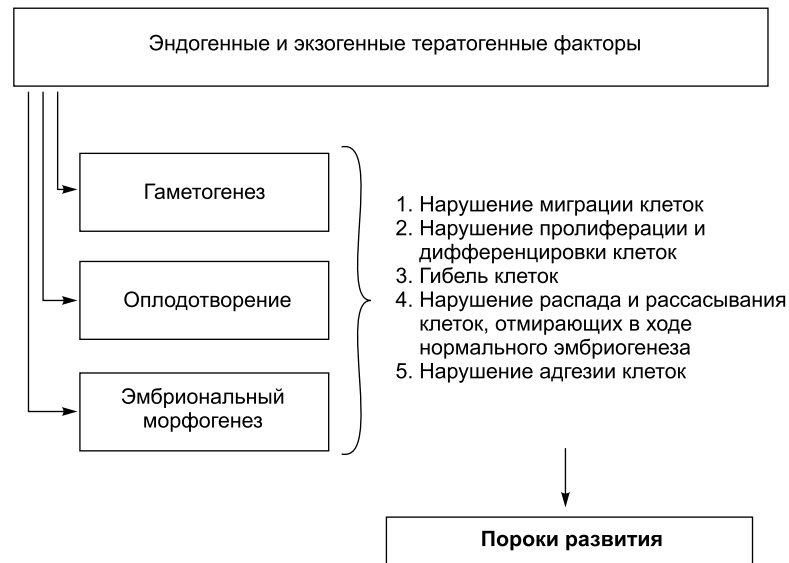 Эндогенные и экзогенные тератогенные факторы
Гаметогенез
Оплодотворение
Эмбриональный
морфогенез
1. Нарушение миграции клеток
2. Нарушение пролиферации и
дифференцировки клеток
3. Гибель клеток
4. Нарушение распада и рассасывания
клеток, отмирающих в ходе
нормального эмбриогенеза
5. Нарушение адгезии клеток
Пороки развития